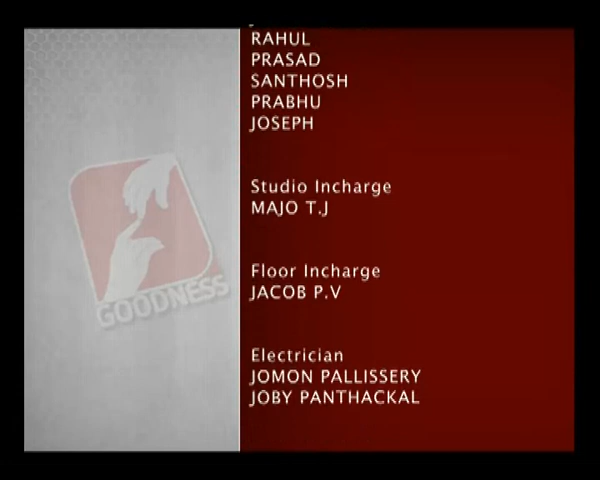 RAHUL
PRASAD
SANTHOSH
PRABHU
JOSEPH
Studio Incharge
MAJO T.J
Floor Incharge
JACOB P.V
Electrician
JOMON PALLISSERY
JOBY PANTHACKAL
GOODNESS